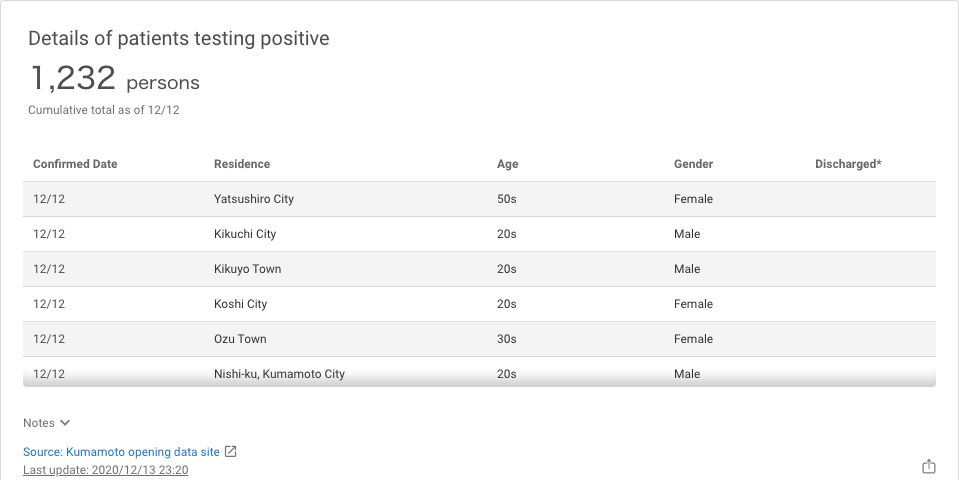 Details of patients testing positive
1,232 persons
Cumulative total as of 12/12
Confirmed Date Residence Age Gender Discharged*
12/12 Yatsushiro City 50s Female
12/12 Kikuchi City 20s Male
12/12 Kikuyo Town 20s Male
12/12 Koshi City 20s Female
12/12 Ozu Town 30s Female
12/12 Nishi-ku, Kumamoto City 20s Male
Notes
Source: Kumamoto opening data site
Last update: 2020/12/13 23:20